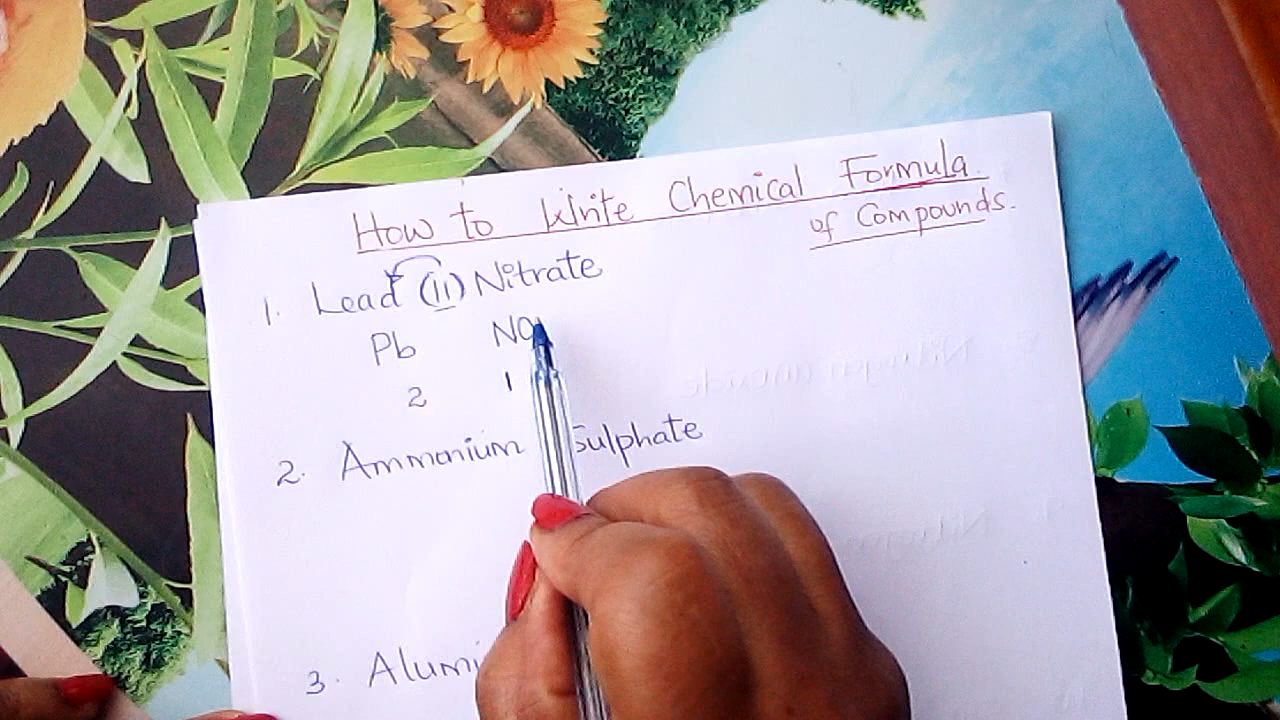 How to Write Chemical Formula
of Compounds.
1. Lead (II) Nitrate
Pb NO
2 1
2. Ammonium Sulphate
3. Alumi